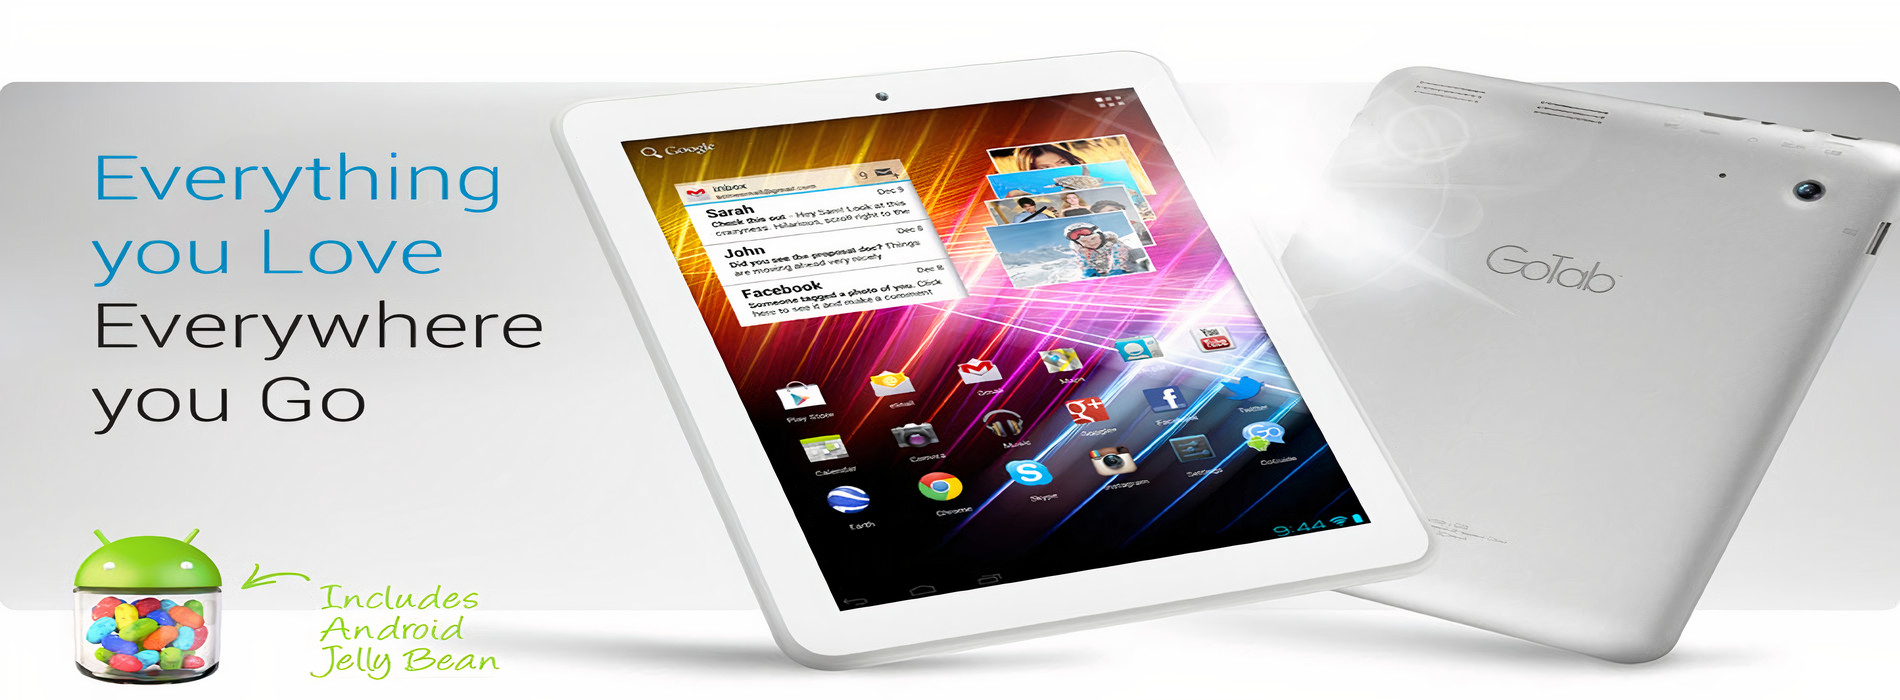 Everything
you Love
Everywhere
you Go
Includes
Android
Jelly Bean
Google
Inbox
9
Sarah
Dec 9
Check this out - Hey Sam! Look at this
crazyness. Hilarious, scroll right to the
John
Dec 8
Did you see the proposal doc? Things
are moving ahead very nicely
Facebook
Dec 8
Someone tagged a photo of you. Click
here to see it and make a comment
You
Tube
Play Store
eMail
Gmail
Maps
Calendar
Camera
Music
Google+
Facebook
Twitter
Earth
Chrome
Skype
Instagram
Settings
GoGuide
9:44
GoTab